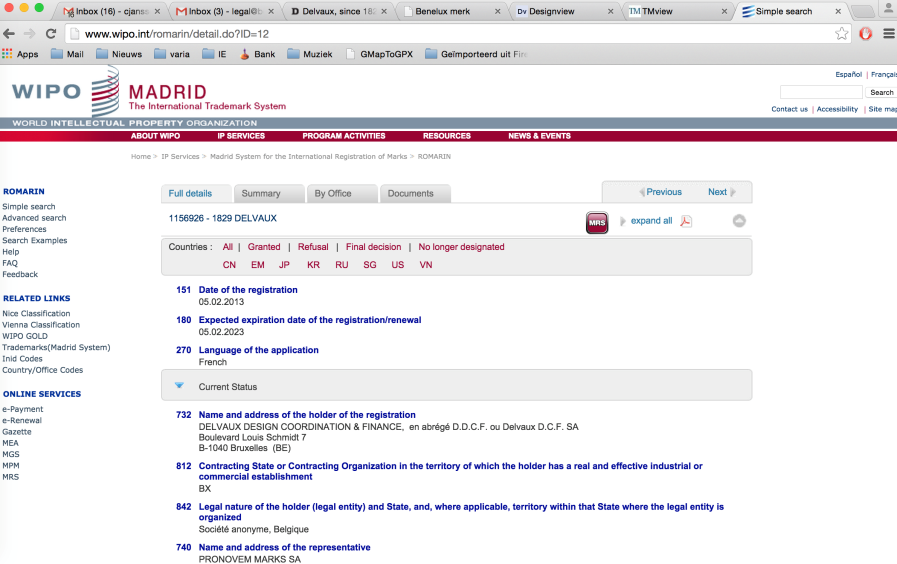 Inbox (16) - cjanss
Inbox (3) - legal@b
Delvaux, since 182
Benelux merk
Dv Designview
TM TMview
Simple search
www.wipo.int/romarin/detail.do?ID=12
Apps Mail Nieuws varia IE Bank Muziek GMapToGPX Geïmporteerd uit Fire
Español | Français
WIPO MADRID
The International Trademark System
Search
Contact us | Accessibility | Site map
WORLD INTELLECTUAL PROPERTY ORGANIZATION
ABOUT WIPO IP SERVICES PROGRAM ACTIVITIES RESOURCES NEWS & EVENTS
Home > IP Services > Madrid System for the International Registration of Marks > ROMARIN
ROMARIN
Simple search
Advanced search
Preferences
Search Examples
Help
FAQ
Feedback
RELATED LINKS
Nice Classification
Vienna Classification
WIPO GOLD
Trademarks(Madrid System)
Inid Codes
Country/Office Codes
ONLINE SERVICES
e-Payment
e-Renewal
Gazette
MEA
MGS
MPM
MRS
Full details Summary By Office Documents
Previous Next
1156926 - 1829 DELVAUX
MRS
expand all
Countries : All | Granted | Refusal | Final decision | No longer designated
CN EM JP KR RU SG US VN
151 Date of the registration
05.02.2013
180 Expected expiration date of the registration/renewal
05.02.2023
270 Language of the application
French
Current Status
732 Name and address of the holder of the registration
DELVAUX DESIGN COORDINATION & FINANCE, en abrégé D.D.C.F. ou Delvaux D.C.F. SA
Boulevard Louis Schmidt 7
B-1040 Bruxelles (BE)
812 Contracting State or Contracting Organization in the territory of which the holder has a real and effective industrial or
commercial establishment
BX
842 Legal nature of the holder (legal entity) and State, and, where applicable, territory within that State where the legal entity is
organized
Société anonyme, Belgique
740 Name and address of the representative
PRONOVEM MARKS SA